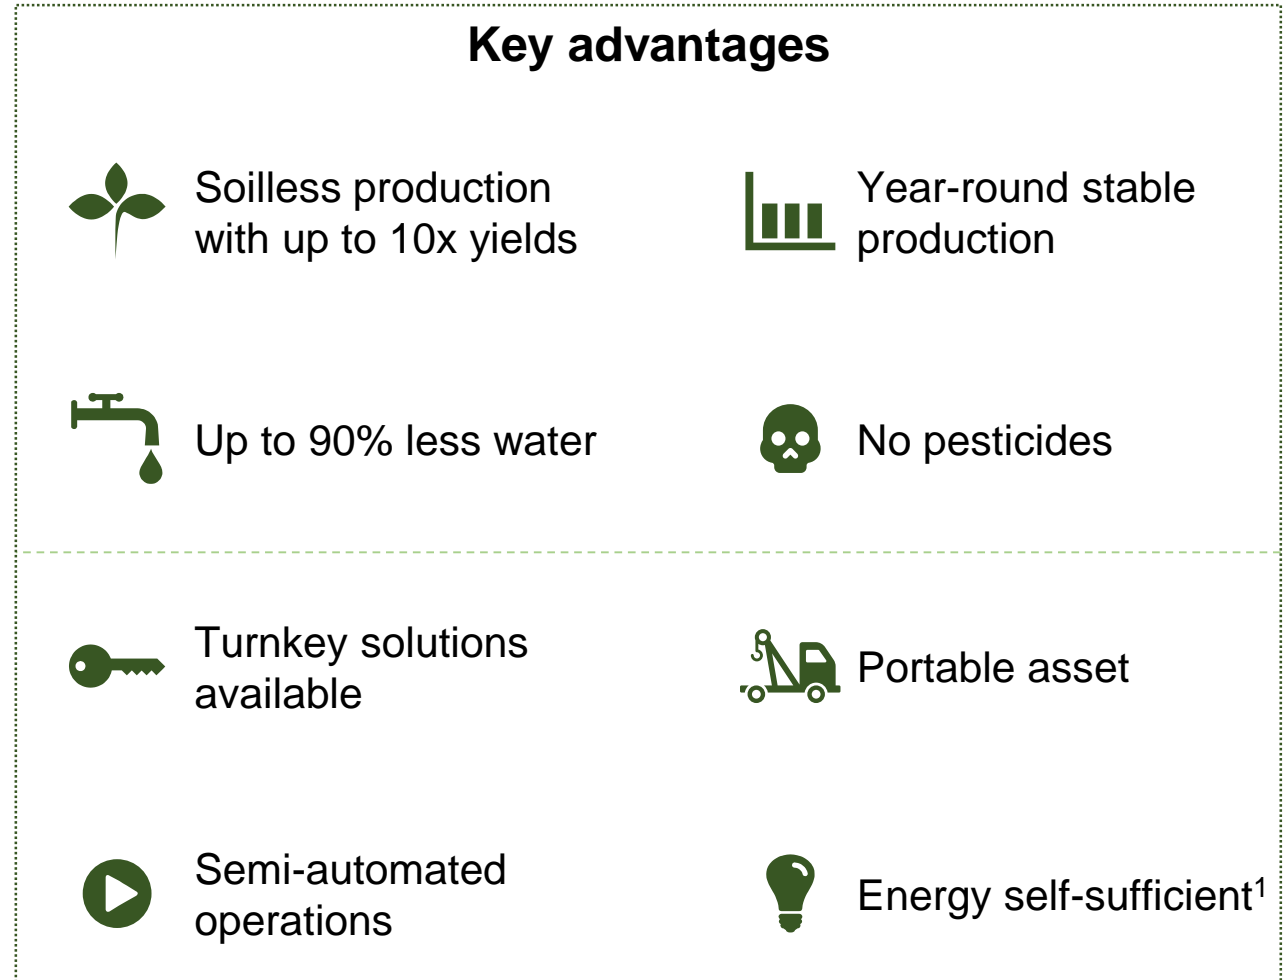 Key advantages
Soilless production
with up to 10x yields
Year-round stable
production
Up to 90% less water
No pesticides
Turnkey solutions
available
Portable asset
Semi-automated
operations
Energy self-sufficient¹